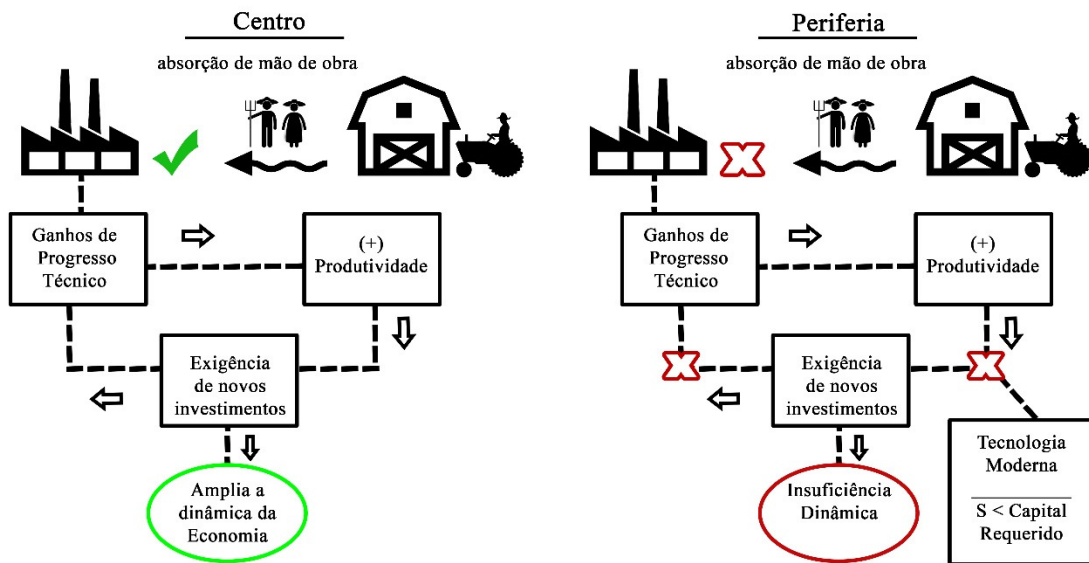 Centro
absorção de mão de obra
Ganhos de
Progresso
Técnico
(+)
Produtividade
Exigência
de novos
investimentos
Amplia a
dinâmica da
Economia
Periferia
absorção de mão de obra
Ganhos de
Progresso
Técnico
(+)
Produtividade
Exigência
de novos
investimentos
Insuficiência
Dinâmica
Tecnologia
Moderna
S < Capital
Requerido